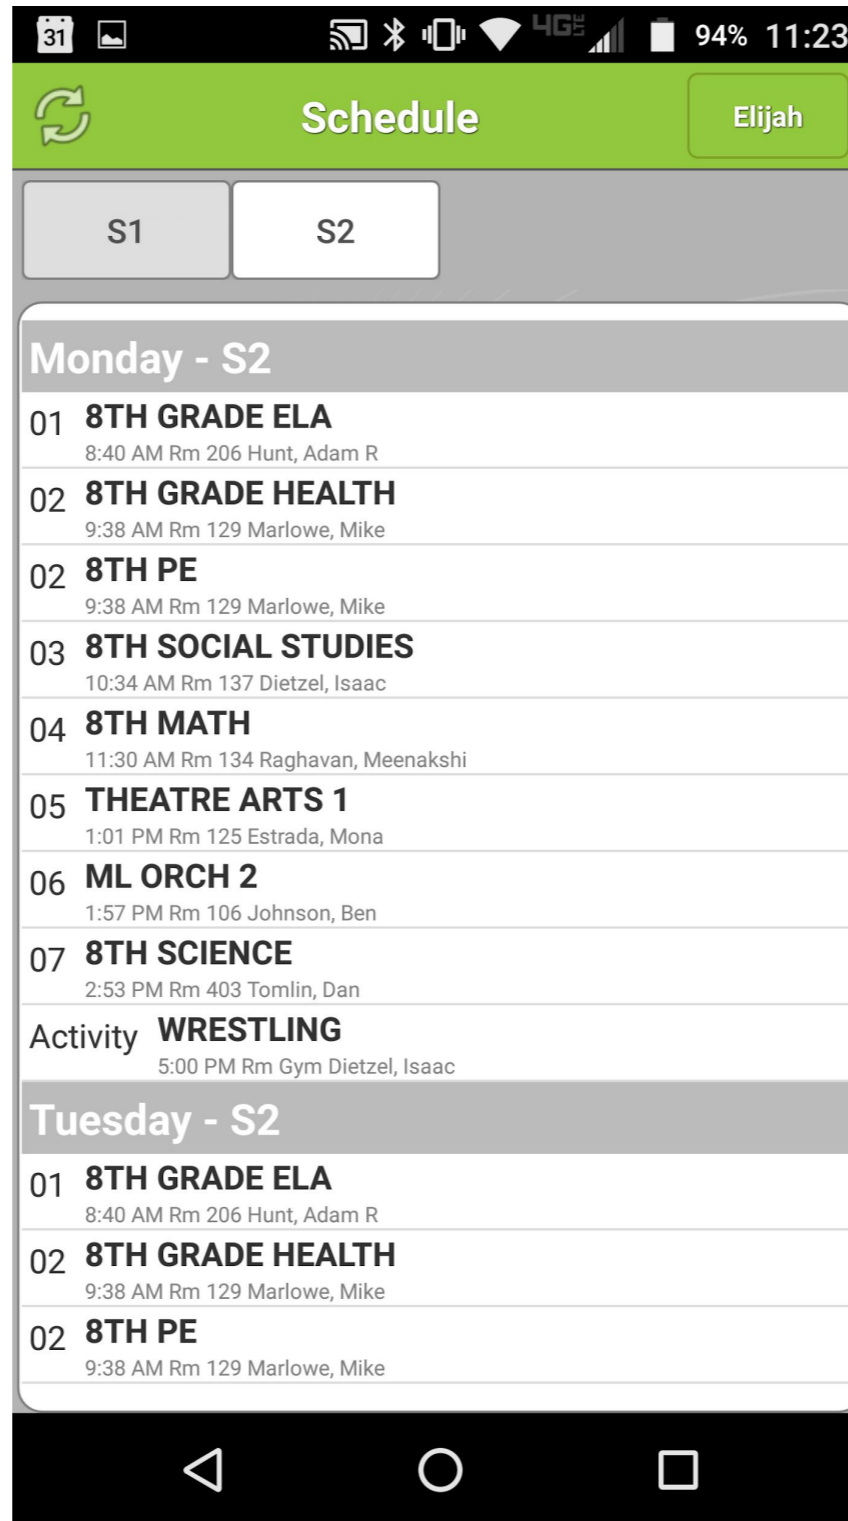 31 4G LTE 94% 11:23
Schedule Elijah
S1 S2
Monday - S2
01 8TH GRADE ELA
8:40 AM Rm 206 Hunt, Adam R
02 8TH GRADE HEALTH
9:38 AM Rm 129 Marlowe, Mike
02 8TH PE
9:38 AM Rm 129 Marlowe, Mike
03 8TH SOCIAL STUDIES
10:34 AM Rm 137 Dietzel, Isaac
04 8TH MATH
11:30 AM Rm 134 Raghavan, Meenakshi
05 THEATRE ARTS 1
1:01 PM Rm 125 Estrada, Mona
06 ML ORCH 2
1:57 PM Rm 106 Johnson, Ben
07 8TH SCIENCE
2:53 PM Rm 403 Tomlin, Dan
Activity WRESTLING
5:00 PM Rm Gym Dietzel, Isaac
Tuesday - S2
01 8TH GRADE ELA
8:40 AM Rm 206 Hunt, Adam R
02 8TH GRADE HEALTH
9:38 AM Rm 129 Marlowe, Mike
02 8TH PE
9:38 AM Rm 129 Marlowe, Mike